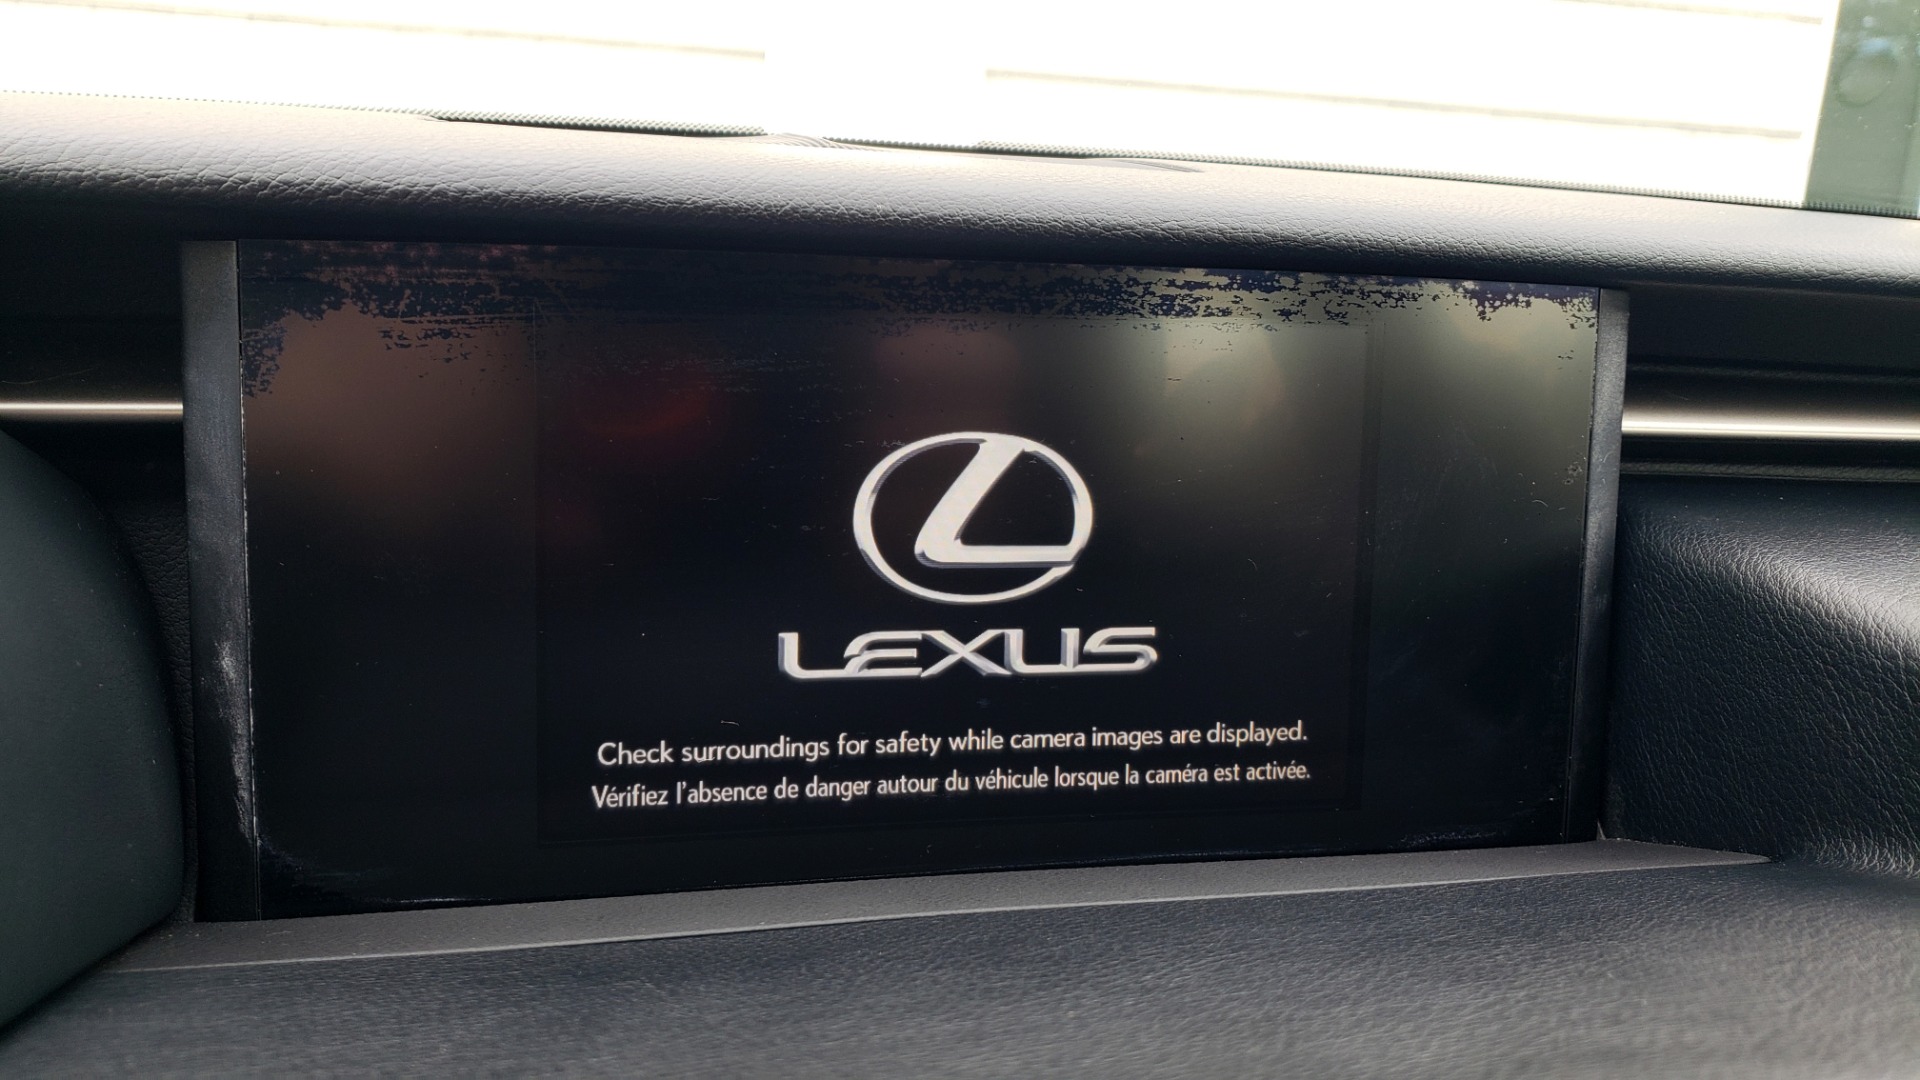 LEXUS
Check surroundings for safety while camera images are displayed.
Vérifiez l'absence de danger autour du véhicule lorsque la caméra est activée.